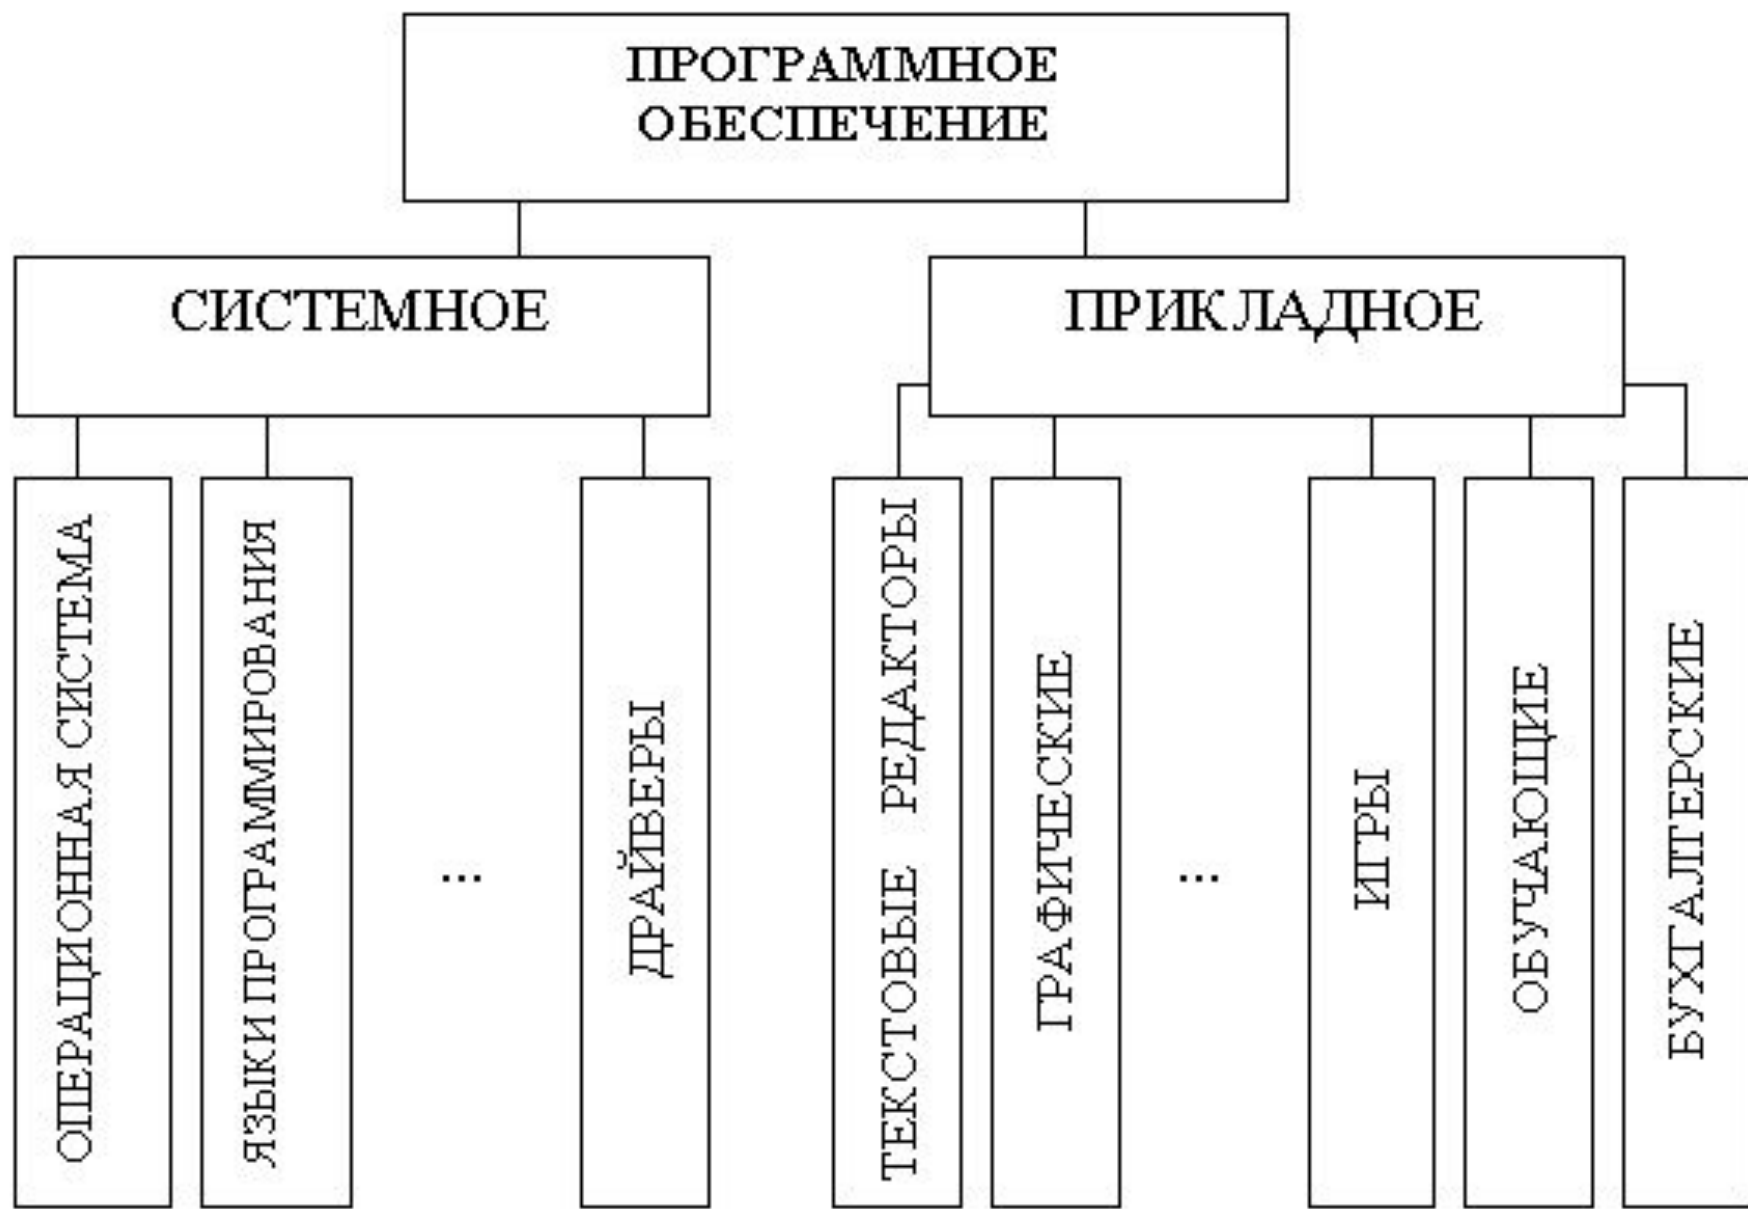 ПРОГРАММНОЕ
ОБЕСПЕЧЕНИЕ
СИСТЕМНОЕ
ПРИКЛАДНОЕ
ОПЕРАЦИОННАЯ СИСТЕМА
ЯЗЫКИ ПРОГРАММИРОВАНИЯ
...
ДРАЙВЕРЫ
ТЕКСТОВЫЕ РЕДАКТОРЫ
ГРАФИЧЕСКИЕ
...
ИГРЫ
ОБУЧАЮЩИЕ
БУХГАЛТЕРСКИЕ